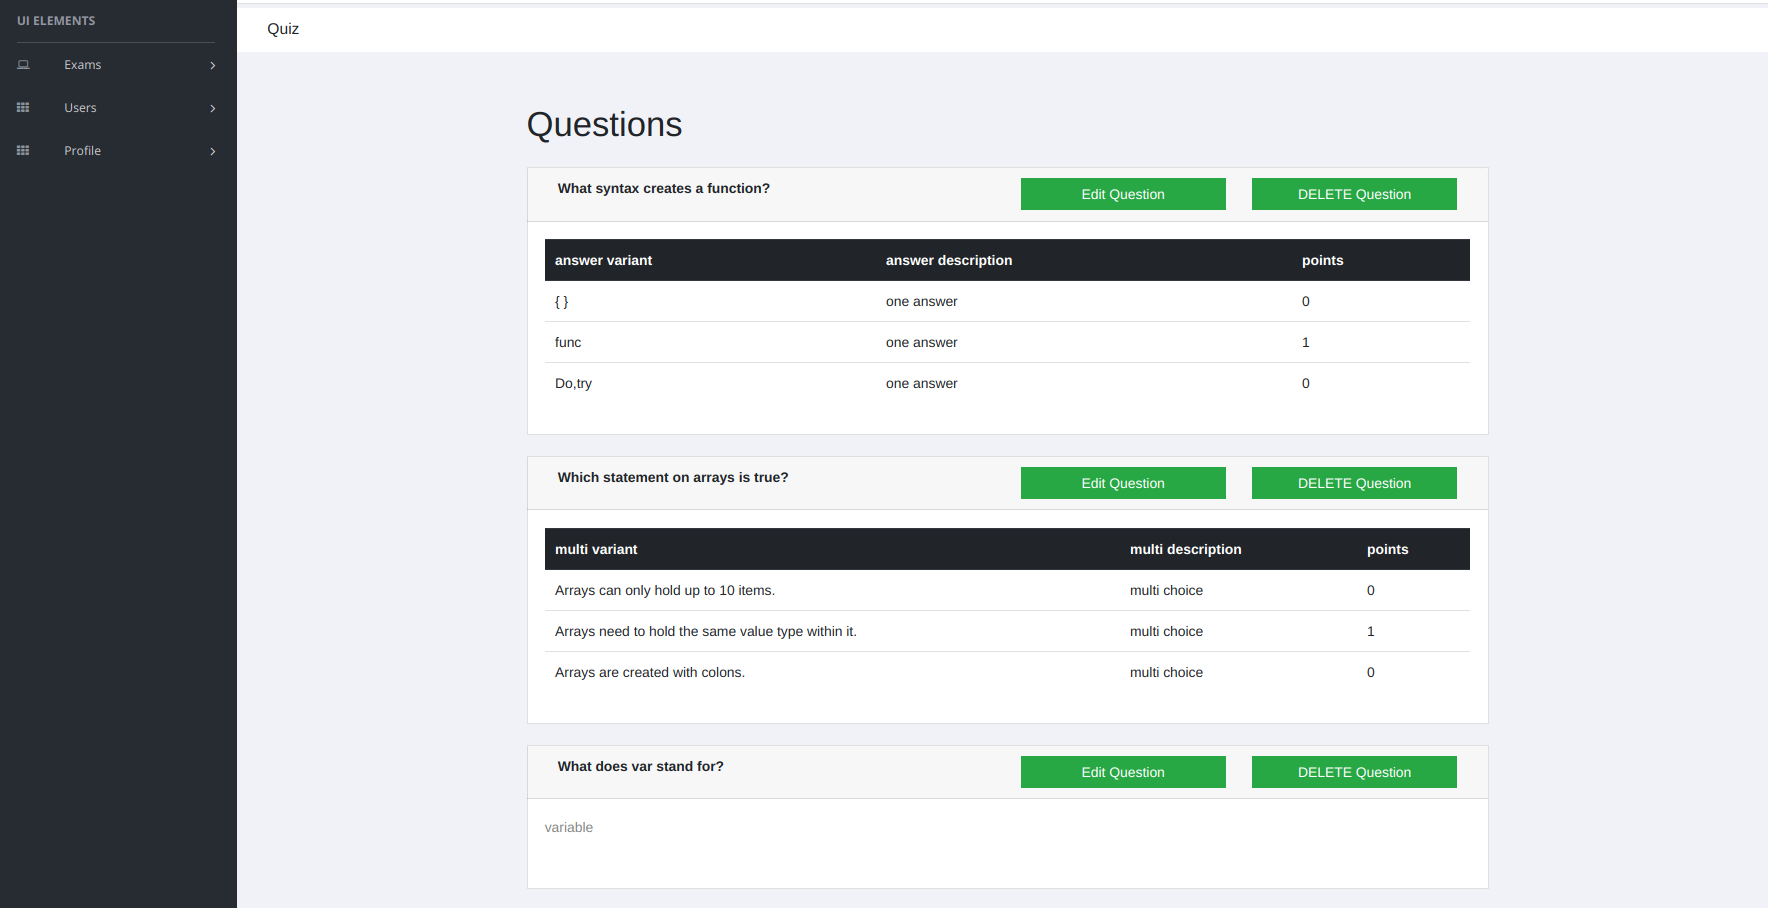 UI ELEMENTS
Exams
Users
Profile
Quiz
Questions
What syntax creates a function? Edit Question DELETE Question
answer variant answer description points
{ } one answer 0
func one answer 1
Do,try one answer 0
Which statement on arrays is true? Edit Question DELETE Question
multi variant multi description points
Arrays can only hold up to 10 items. multi choice 0
Arrays need to hold the same value type within it. multi choice 1
Arrays are created with colons. multi choice 0
What does var stand for? Edit Question DELETE Question
variable